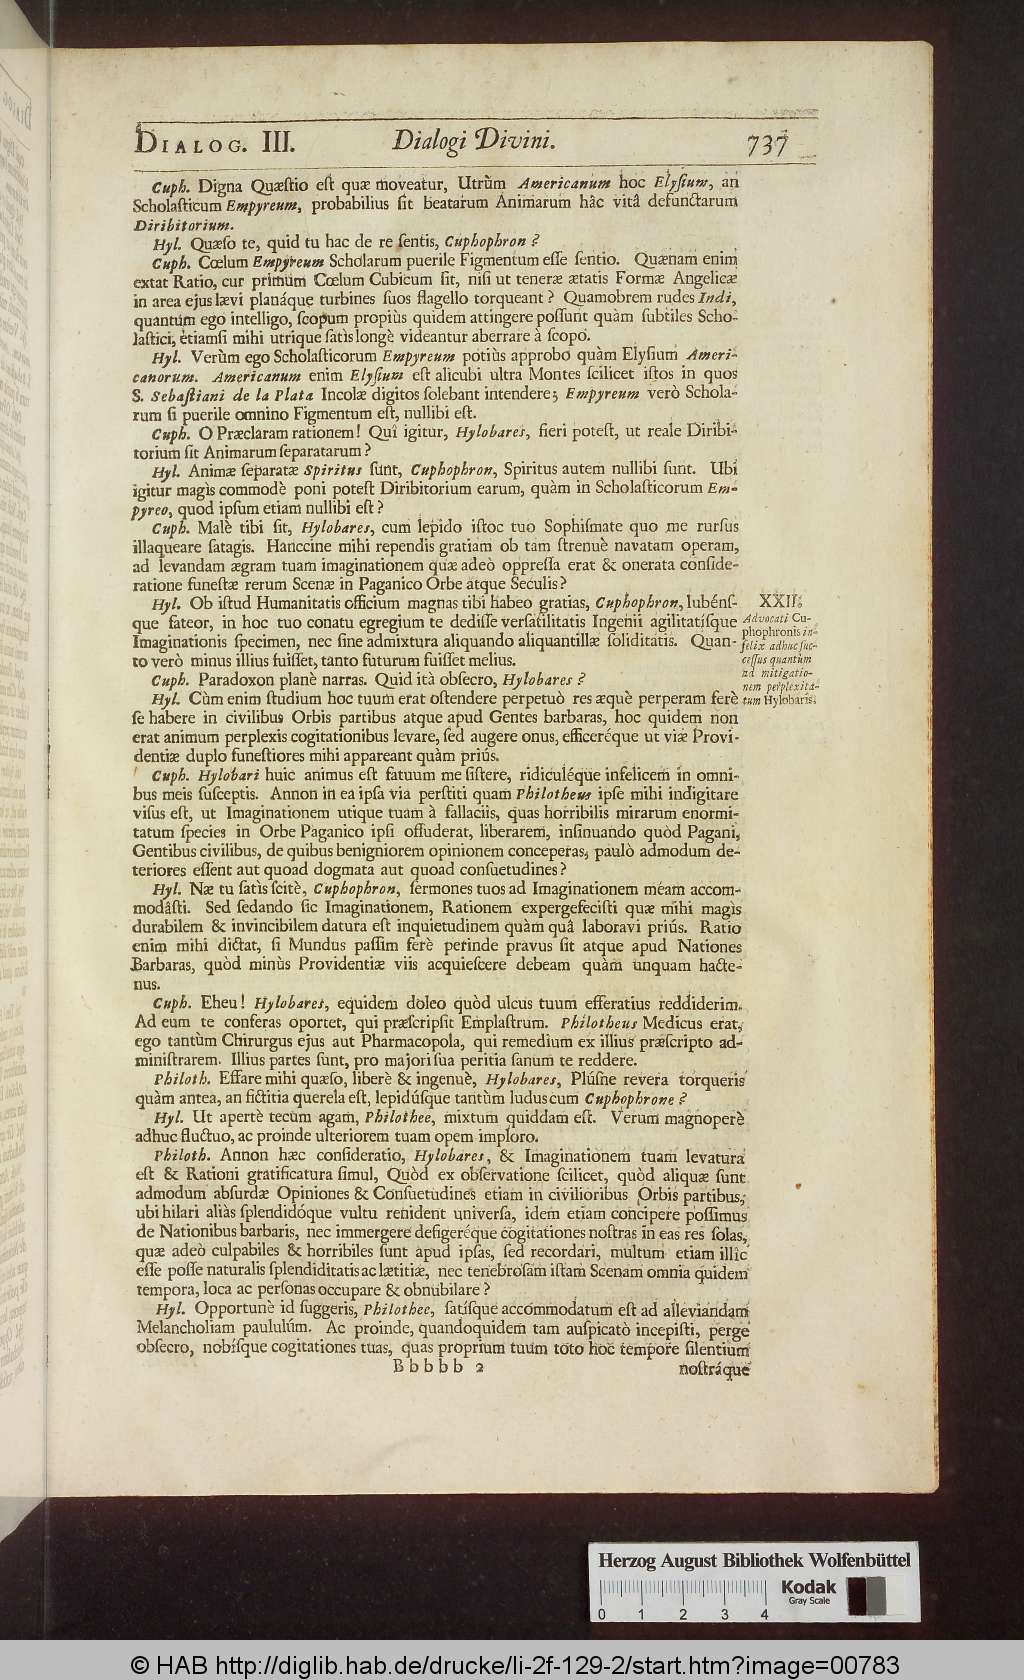 DIALOG. III. Dialogi Divini. 737
Cuph. Digna Quæſtio eſt quæ moveatur, Utrùm Americanum hoc Elyſium, an
Scholaſticum Empyreum, probabilius ſit beatarum Animarum hâc vitâ defunctarum
Diribitorium.
Hyl. Quæſo te, quid tu hac de re ſentis, Cuphophron?
Cuph. Cœlum Empyreum Scholarum puerile Figmentum eſſe ſentio. Quænam enim
extat Ratio, cur primum Cœlum Cubicum ſit, niſi ut teneræ ætatis Formæ Angelicæ
in area ejus lævi planáque turbines ſuos flagello torqueant? Quamobrem rudes Indi,
quantum ego intelligo, ſcopum propiùs quidem attingere poſſunt quàm ſubtiles Scho-
laſtici, etiamſi mihi utrique ſatìs longè videantur aberrare à ſcopo.
Hyl. Verùm ego Scholaſticorum Empyreum potiùs approbo quàm Elyſium Ameri-
canorum. Americanum enim Elyſium eſt alicubi ultra Montes ſcilicet iſtos in quos
S. Sebaſtiani de la Plata Incolæ digitos ſolebant intendere; Empyreum verò Schola-
rum ſi puerile omnino Figmentum eſt, nullibi eſt.
Cuph. O Præclaram rationem! Quî igitur, Hylobares, fieri poteſt, ut reale Diribi-
torium ſit Animarum ſeparatarum?
Hyl. Animæ ſeparatæ Spiritus ſunt, Cuphophron, Spiritus autem nullibi ſunt. Ubi
igitur magìs commodè poni poteſt Diribitorium earum, quàm in Scholaſticorum Em-
pyreo, quod ipſum etiam nullibi eſt?
Cuph. Malè tibi ſit, Hylobares, cum lepido iſtoc tuo Sophiſmate quo me rurſus
illaqueare ſatagis. Hanccine mihi rependis gratiam ob tam ſtrenuè navatam operam,
ad levandam ægram tuam imaginationem quæ adeò oppreſſa erat & onerata conſide-
ratione funeſtæ rerum Scenæ in Paganico Orbe atque Seculis?
Hyl. Ob iſtud Humanitatis officium magnas tibi habeo gratias, Cuphophron, lubénſ-
que fateor, in hoc tuo conatu egregium te dediſſe verſatilitatis Ingenii agilitatíſque
Imaginationis ſpecimen, nec ſine admixtura aliquando aliquantillæ ſoliditatis. Quan-
to verò minus illius fuiſſet, tanto futurum fuiſſet melius.
XXII.
Advocati Cu-
phophronis in-
felix adhuc ſuc-
ceſſus quantùm
ad mitigatio-
nem perplexita-
tum Hylobaris.
Cuph. Paradoxon planè narras. Quid ità obſecro, Hylobares?
Hyl. Cùm enim ſtudium hoc tuum erat oſtendere perpetuò res æquè perperam ferè
ſe habere in civilibus Orbis partibus atque apud Gentes barbaras, hoc quidem non
erat animum perplexis cogitationibus levare, ſed augere onus, efficeréque ut viæ Provi-
dentiæ duplo funeſtiores mihi appareant quàm priús.
Cuph. Hylobari huic animus eſt fatuum me ſiſtere, ridiculéque infelicem in omni-
bus meis ſuſceptis. Annon in ea ipſa via perſtiti quam Philotheus ipſe mihi indigitare
viſus eſt, ut Imaginationem utique tuam à fallaciis, quas horribilis mirarum enormi-
tatum ſpecies in Orbe Paganico ipſi offuderat, liberarem, inſinuando quòd Pagani,
Gentibus civilibus, de quibus benigniorem opinionem conceperas, paulò admodum de-
teriores eſſent aut quoad dogmata aut quoad conſuetudines?
Hyl. Næ tu ſatìs ſcitè, Cuphophron, ſermones tuos ad Imaginationem meam accom-
modâſti. Sed ſedando ſic Imaginationem, Rationem expergefeciſti quæ mihi magìs
durabilem & invincibilem datura eſt inquietudinem quàm quâ laboravi priús. Ratio
enim mihi dictat, ſi Mundus paſſim ferè perinde pravus ſit atque apud Nationes
Barbaras, quòd minùs Providentiæ viis acquieſcere debeam quàm unquam hacte-
nus.
Cuph. Eheu! Hylobares, equidem doleo quòd ulcus tuum efferatius reddiderim.
Ad eum te conferas oportet, qui præſcripſit Emplaſtrum. Philotheus Medicus erat,
ego tantùm Chirurgus ejus aut Pharmacopola, qui remedium ex illius præſcripto ad-
miniſtrarem. Illius partes ſunt, pro majori ſua peritia ſanum te reddere.
Philoth. Effare mihi quæſo, liberè & ingenuè, Hylobares, Plúſne revera torqueris
quàm antea, an fictitia querela eſt, lepidúſque tantùm ludus cum Cuphophrone?
Hyl. Ut apertè tecum agam, Philothee, mixtum quiddam eſt. Verum magnoperè
adhuc fluctuo, ac proinde ulteriorem tuam opem imploro.
Philoth. Annon hæc conſideratio, Hylobares, & Imaginationem tuam levatura
eſt & Rationi gratificatura ſimul, Quòd ex obſervatione ſcilicet, quòd aliquæ ſunt
admodum abſurdæ Opiniones & Conſuetudines etiam in civilioribus Orbis partibus,
ubi hilari aliàs ſplendidóque vultu renident univerſa, idem etiam concipere poſſimus
de Nationibus barbaris, nec immergere defigeréque cogitationes noſtras in eas res ſolas,
quæ adeò culpabiles & horribiles ſunt apud ipſas, ſed recordari, multum etiam illîc
eſſe poſſe naturalis ſplendiditatis ac lætitiæ, nec tenebroſam iſtam Scenam omnia quidem
tempora, loca ac perſonas occupare & obnubilare?
Hyl. Opportunè id ſuggeris, Philothee, ſatíſque accommodatum eſt ad alleviandam
Melancholiam paululúm. Ac proinde, quandoquidem tam auſpicatò incepiſti, perge
obſecro, nobíſque cogitationes tuas, quas proprium tuum toto hoc tempore ſilentium
B b b b b 2 noſtráque
Herzog August Bibliothek Wolfenbüttel
Kodak
Gray Scale
0 1 2 3 4
© HAB http://diglib.hab.de/drucke/li-2f-129-2/start.htm?image=00783